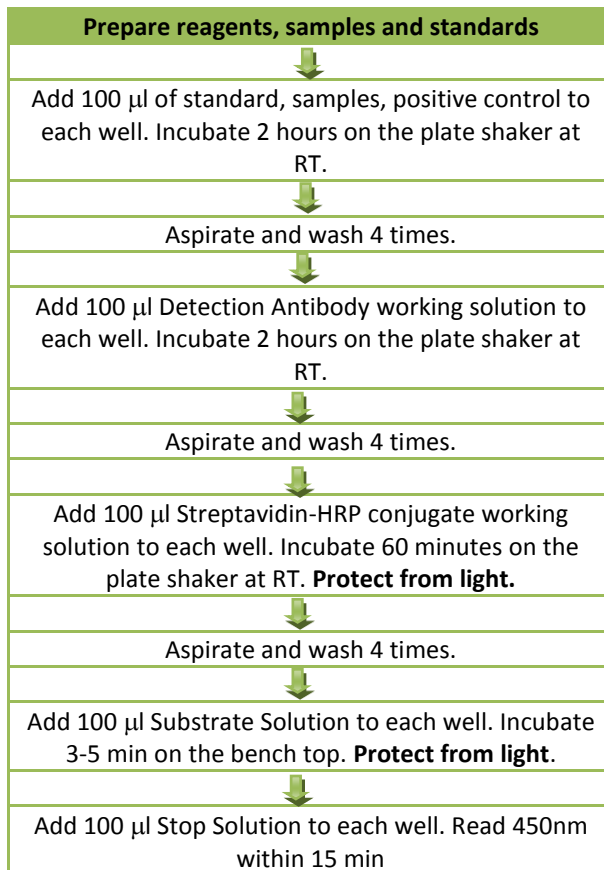 Prepare reagents, samples and standards
Add 100 μl of standard, samples, positive control to
each well. Incubate 2 hours on the plate shaker at
RT.
Aspirate and wash 4 times.
Add 100 μl Detection Antibody working solution to
each well. Incubate 2 hours on the plate shaker at
RT.
Aspirate and wash 4 times.
Add 100 μl Streptavidin-HRP conjugate working
solution to each well. Incubate 60 minutes on the
plate shaker at RT. Protect from light.
Aspirate and wash 4 times.
Add 100 μl Substrate Solution to each well. Incubate
3-5 min on the bench top. Protect from light.
Add 100 μl Stop Solution to each well. Read 450nm
within 15 min